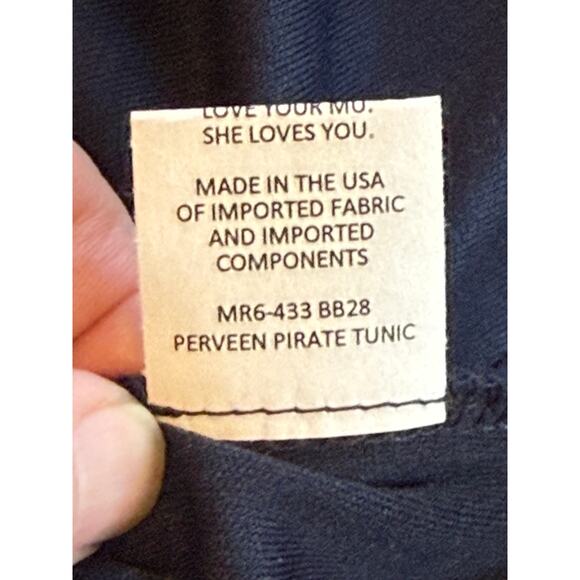 LOVE YOUR MU.
SHE LOVES YOU.
MADE IN THE USA
OF IMPORTED FABRIC
AND IMPORTED
COMPONENTS
MR6-433 BB28
PERVEEN PIRATE TUNIC